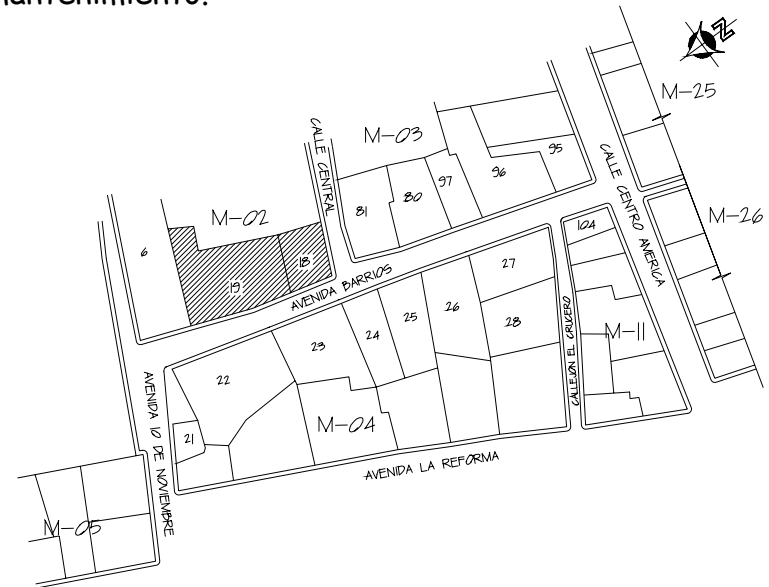 mantenimiento.
N
M-25
CALLE CENTRAL
M-03
95
96
97
80
81
CALLE CENTRO AMERICA
M-26
M-02
6
19
18
104
AVENIDA BARRIOS
27
26
25
24
23
28
22
21
CALLEJON EL CRUCERO
M-11
M-04
AVENIDA 10 DE NOVIEMBRE
AVENIDA LA REFORMA
M-05